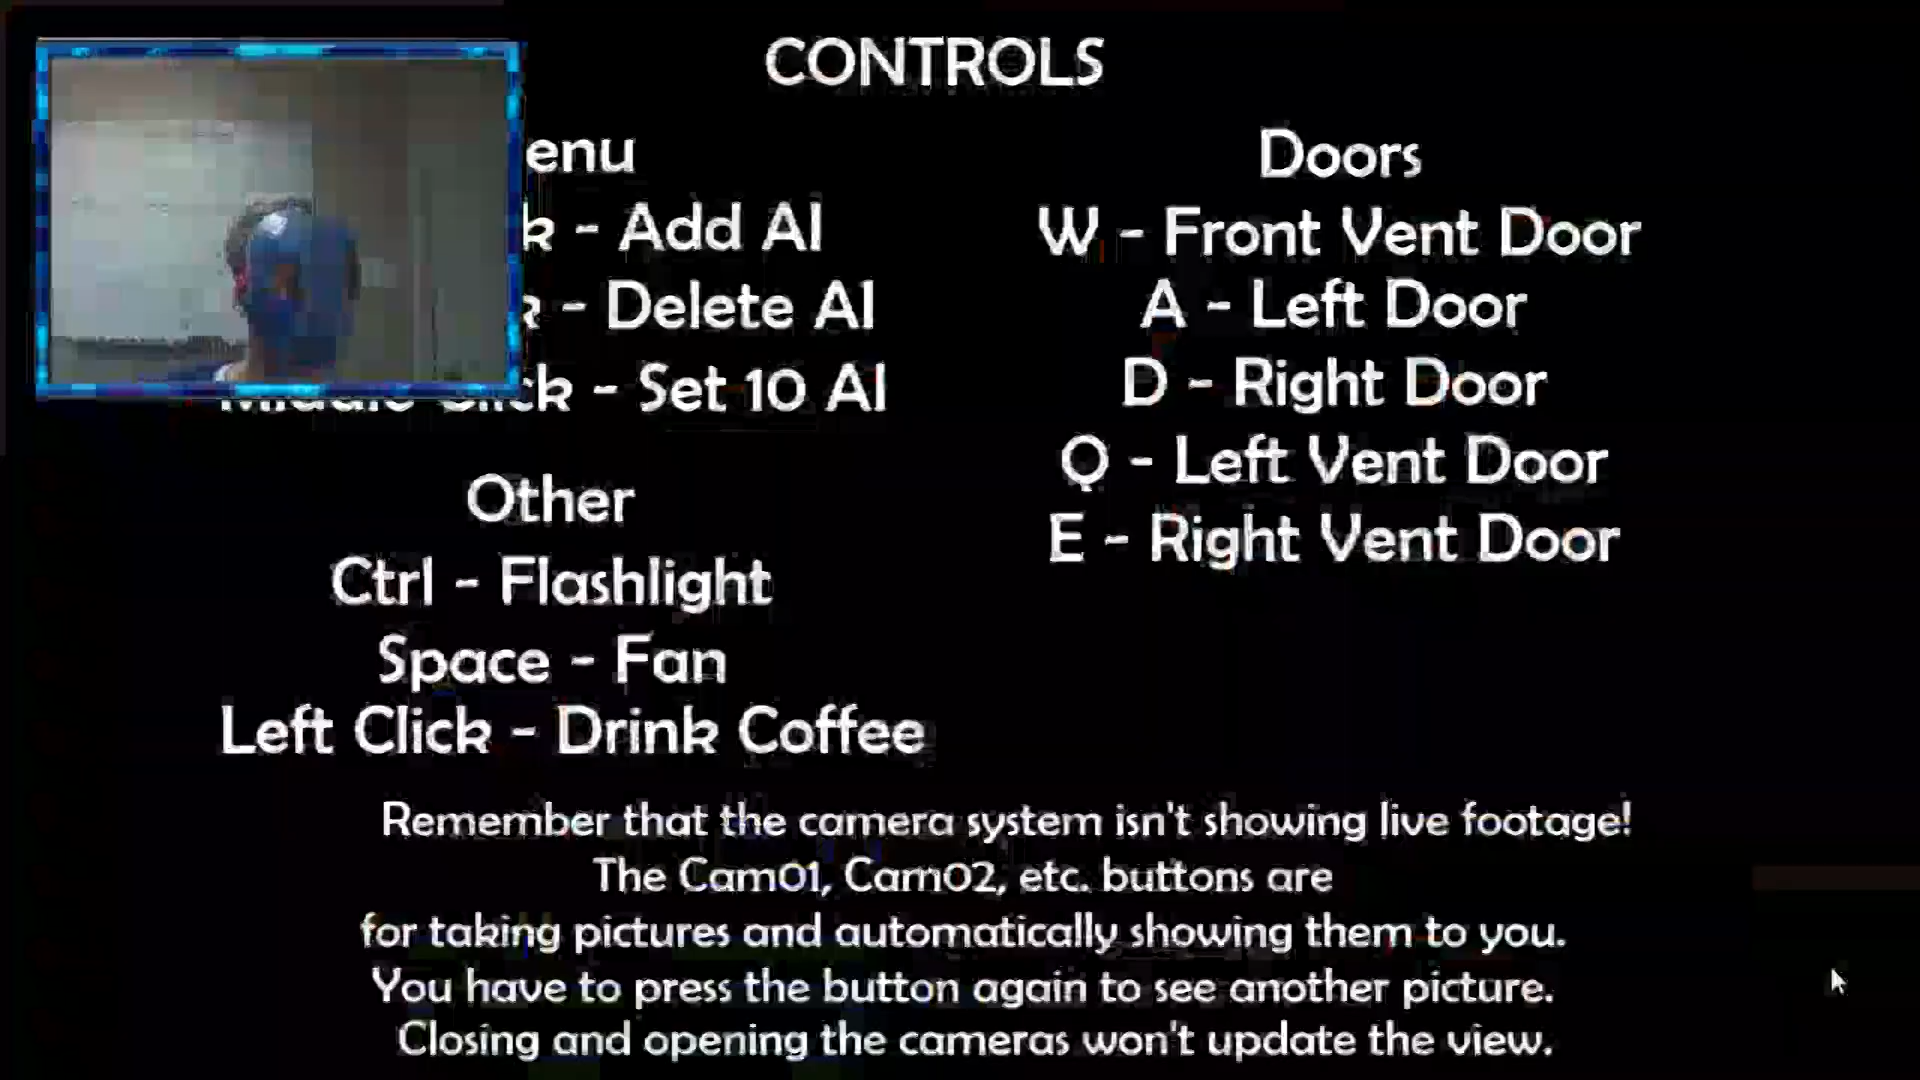 CONTROLS
enu
k - Add AI
- Delete AI
Click - Set 10 AI
Other
Ctrl - Flashlight
Space - Fan
Left Click - Drink Coffee
Doors
W - Front Vent Door
A - Left Door
D - Right Door
Q - Left Vent Door
E - Right Vent Door
Remember that the camera system isn't showing live footage!
The Cam01, Cam02, etc. buttons are
for taking pictures and automatically showing them to you.
You have to press the button again to see another picture.
Closing and opening the cameras won't update the view.